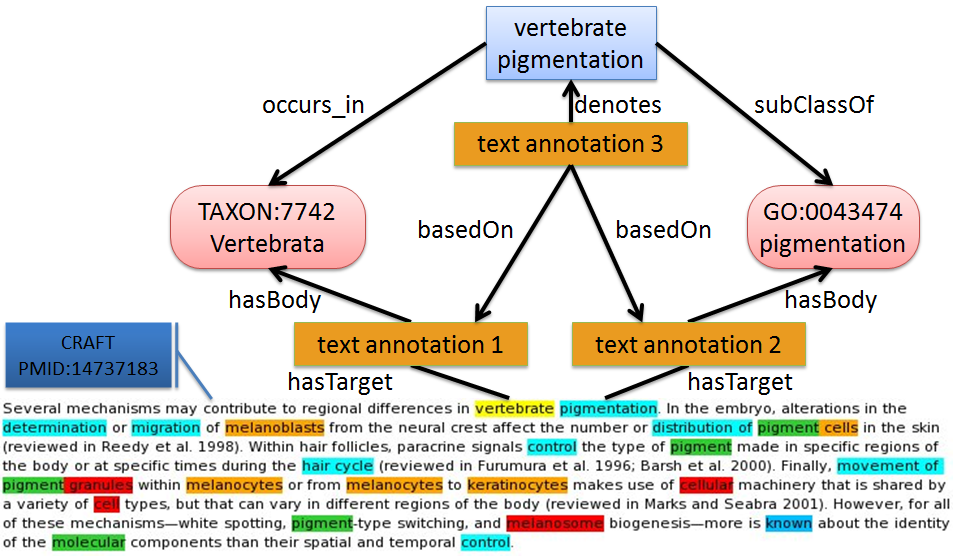 vertebrate
pigmentation
occurs_in
denotes
subClassOf
text annotation 3
TAXON:7742
Vertebrata
GO:0043474
pigmentation
basedOn
basedOn
hasBody
hasBody
CRAFT
PMID:14737183
text annotation 1
text annotation 2
hasTarget
hasTarget
Several mechanisms may contribute to regional differences in vertebrate pigmentation. In the embryo, alterations in the
determination or migration of melanoblasts from the neural crest affect the number or distribution of pigment cells in the skin
(reviewed in Reedy et al. 1998). Within hair follicles, paracrine signals control the type of pigment made in specific regions of
the body or at specific times during the hair cycle (reviewed in Furumura et al. 1996; Barsh et al. 2000). Finally, movement of
pigment granules within melanocytes or from melanocytes to keratinocytes makes use of cellular machinery that is shared by
a variety of cell types, but that can vary in different regions of the body (reviewed in Marks and Seabra 2001). However, for all
of these mechanisms—white spotting, pigment-type switching, and melanosome biogenesis—more is known about the identity
of the molecular components than their spatial and temporal control.